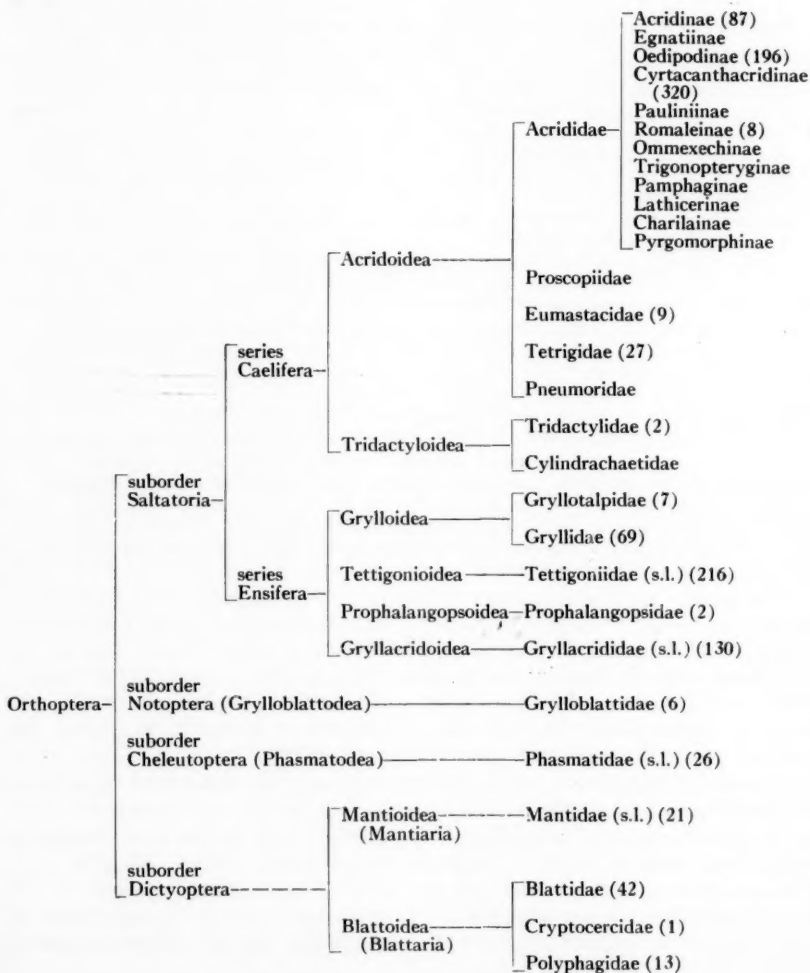 Acridinae (87)
Egnatiinae
Oedipodinae (196)
Cyrtacanthacridinae
(320)
Pauliniinae
Acrididae
Romaleinae (8)
Ommexechinae
Trigonopteryginae
Pamphaginae
Lathicerinae
Charilainae
Pyrgomorphinae
Acridoidea
Proscopiidae
Eumastacidae (9)
Tetrigidae (27)
Pneumoridae
series
Caelifera
Tridactyloidea
Tridactylidae (2)
Cylindrachaetidae
suborder
Saltatoria
Grylloidea
Gryllotalpidae (7)
Gryllidae (69)
series
Ensifera
Tettigonioidea
Tettigoniidae (s.l.) (216)
Prophalangopsoidea
Prophalangopsidae (2)
Gryllacridoidea
Gryllacrididae (s.l.) (130)
Orthoptera
suborder
Notoptera (Grylloblattodea)
Grylloblattidae (6)
suborder
Cheleutoptera (Phasmatodea)
Phasmatidae (s.l.) (26)
Mantioidea
(Mantiaria)
Mantidae (s.l.) (21)
suborder
Dictyoptera
Blattoidea
(Blattaria)
Blattidae (42)
Cryptocercidae (1)
Polyphagidae (13)